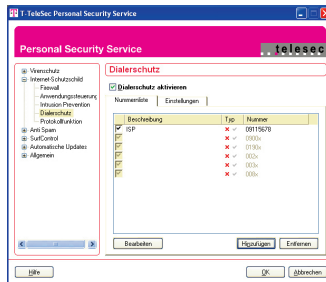 T-TeleSec Personal Security Service
Personal Security Service
telesec
Virenschutz
Internet-Schutzschild
Firewall
Anwendungssteuerung
Intrusion Prevention
Dialerschutz
Protokollfunktion
Anti Spam
SurfControl
Automatische Updates
Allgemein
Dialerschutz
Dialerschutz aktivieren
Nummernliste Einstellungen
Beschreibung Typ Nummer
ISP 09115678
0900x
0190x
002x
003x
008x
Bearbeiten Hinzufügen Entfernen
Hilfe OK Abbrechen